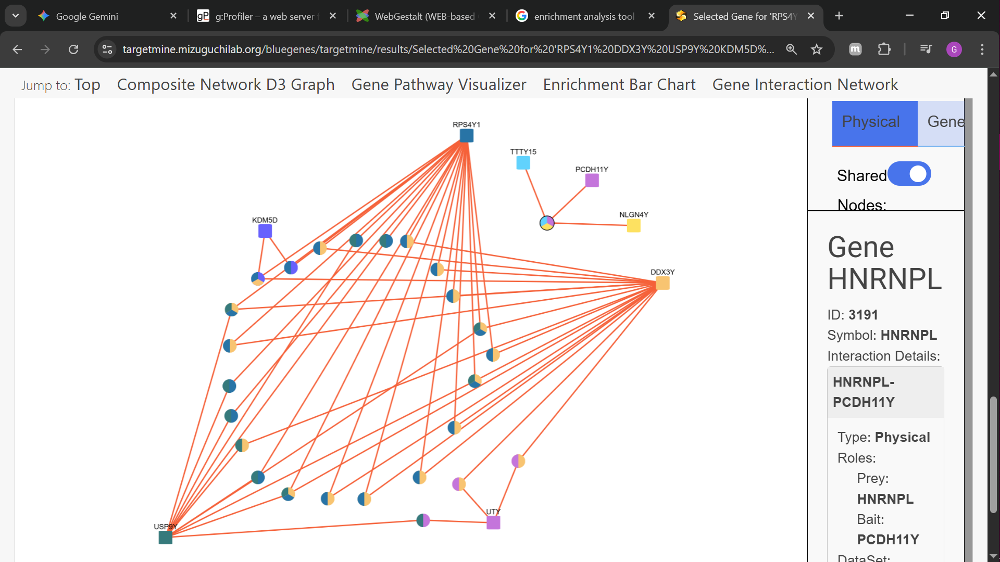 Google Gemini
gP g:Profiler – a web server f
WebGestalt (WEB-based
enrichment analysis tool
Selected Gene for 'RPS4Y
targetmine.mizuguchilab.org/bluegenes/targetmine/results/Selected%20Gene%20for%20'RPS4Y1%20DDX3Y%20USP9Y%20KDM5D%...
m
G
Jump to: Top Composite Network D3 Graph Gene Pathway Visualizer Enrichment Bar Chart Gene Interaction Network
RPS4Y1
TTTY15
PCDH11Y
NLGN4Y
KDM5D
DDX3Y
UTY
USP9Y
Physical
Gene
Shared
Nodes:
Gene
HNRNPL
ID: 3191
Symbol: HNRNPL
Interaction Details:
HNRNPL-
PCDH11Y
Type: Physical
Roles:
Prey:
HNRNPL
Bait:
PCDH11Y
DataSet: